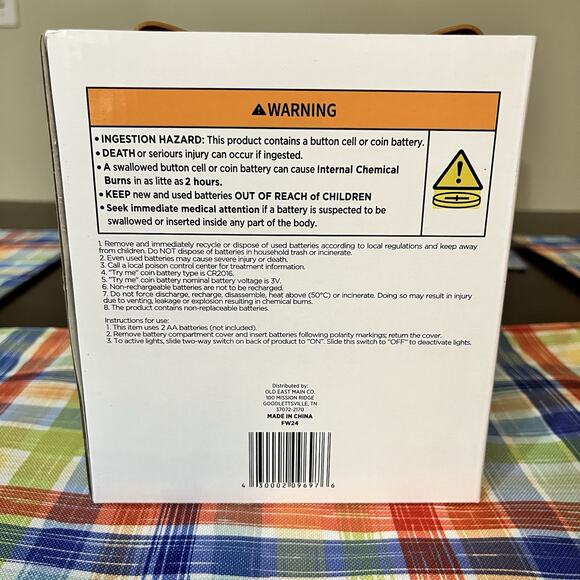 WARNING
• INGESTION HAZARD: This product contains a button cell or coin battery.
• DEATH or seriours injury can occur if ingested.
• A swallowed button cell or coin battery can cause Internal Chemical
Burns in as litte as 2 hours.
• KEEP new and used batteries OUT OF REACH of CHILDREN
• Seek immediate medical attention if a battery is suspected to be
swallowed or inserted inside any part of the body.
1. Remove and immediately recycle or dispose of used batteries according to local regulations and keep away
from children. Do NOT dispose of batteries in household trash or incinerate.
2. Even used batteries may cause severe injury or death.
3. Call a local poison control center for treatment information.
4. "Try me" coin battery type is CR2016.
5. "Try me" coin battery nominal battery voltage is 3V.
6. Non-rechargeable batteries are not to be recharged.
7. Do not force discharge, recharge, disassemble, heat above (50°C) or incinerate. Doing so may result in injury
due to venting, leakage or explosion resulting in chemical burns.
8. The product contains non-replaceable batteries.
Instructions for use:
1. This item uses 2 AA batteries (not included).
2. Remove battery compartment cover and insert batteries following polarity markings; return the cover.
3. To active lights, slide two-way switch on back of product to "ON". Slide this switch to "OFF" to deactivate lights.
Distributed by:
OLD EAST MAIN CO.
100 MISSION RIDGE
GOODLETTSVILLE, TN
37072-2170
MADE IN CHINA
FW24
4 30002 09697 6